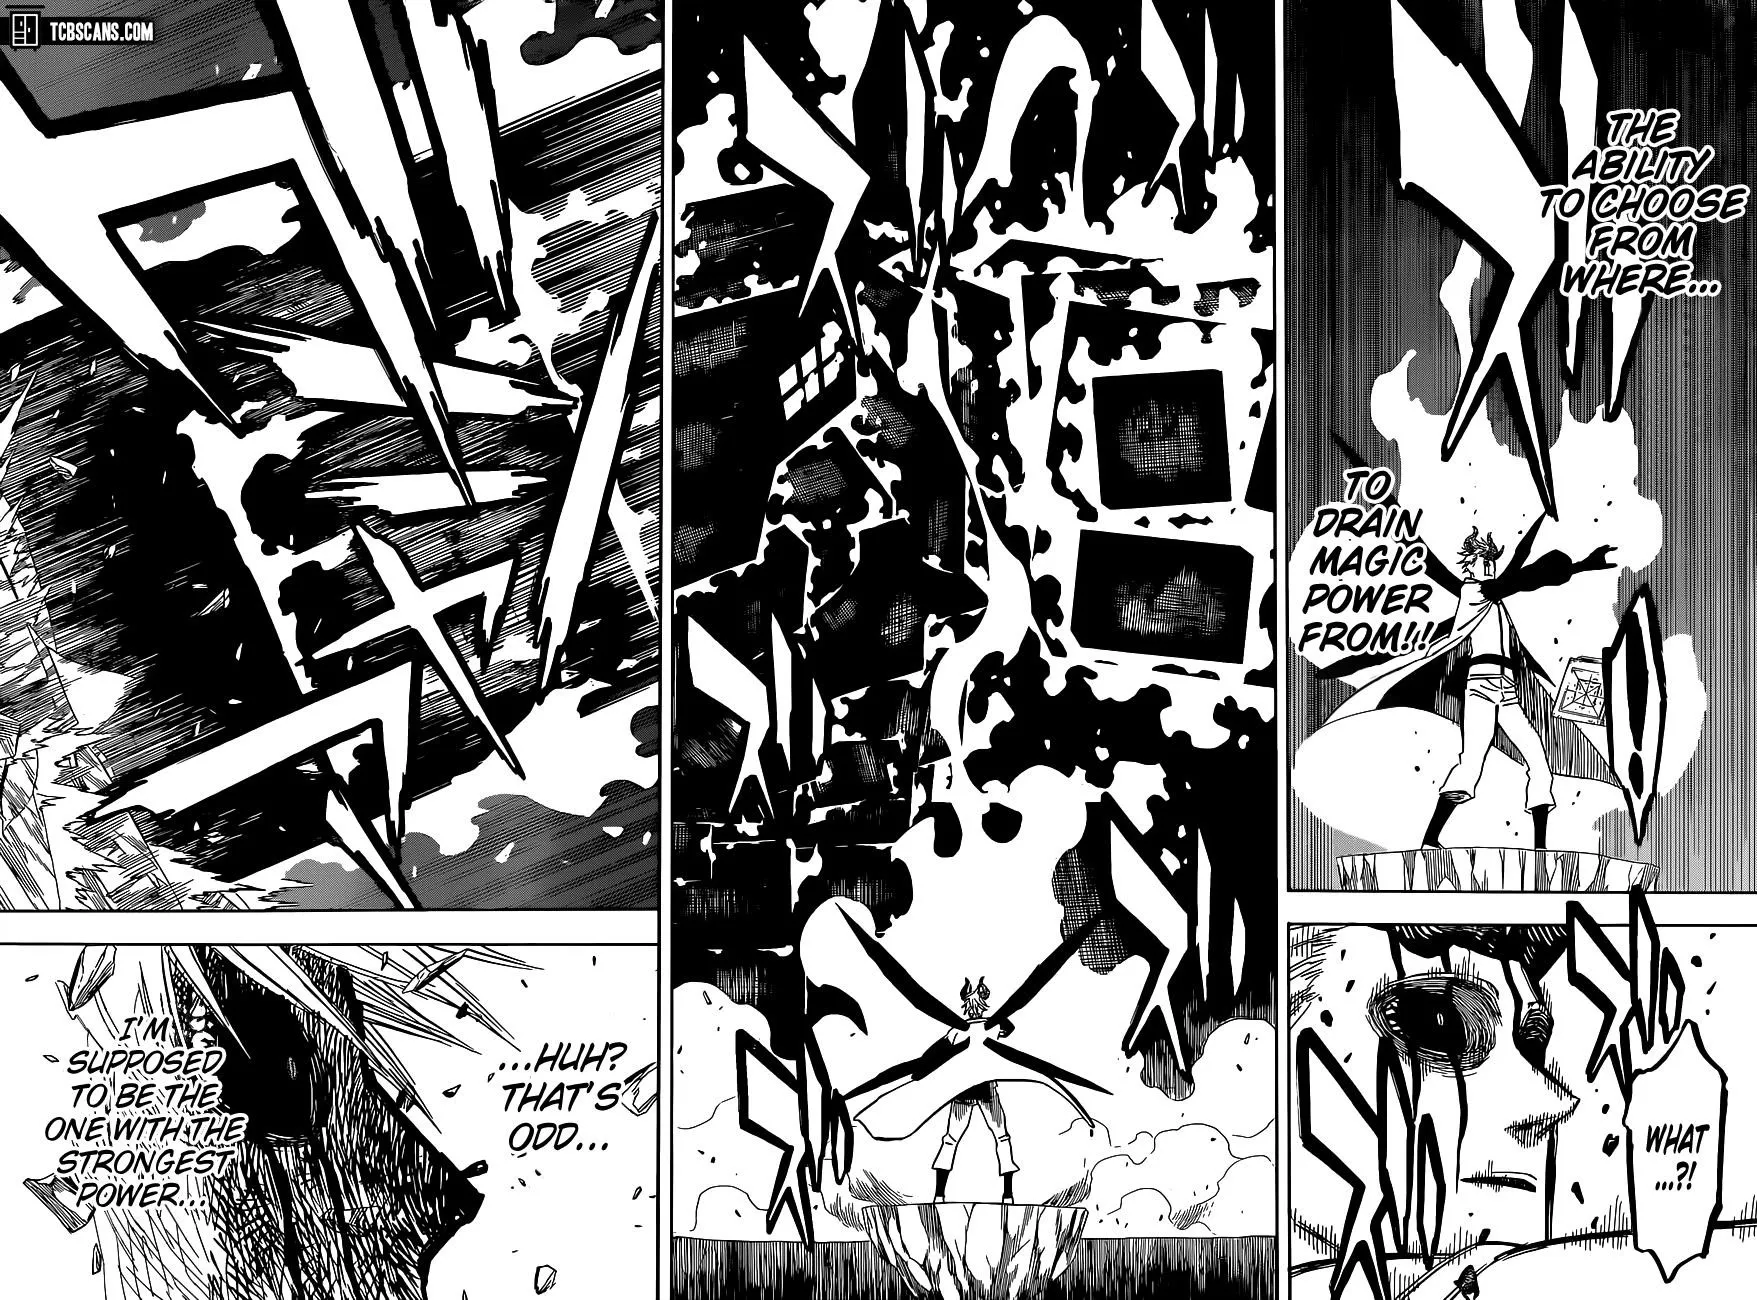 TCBSCANS.COM
THE
ABILITY
TO CHOOSE
FROM
WHERE...
TO
DRAIN
MAGIC
POWER
FROM!!
WHAT
...?!
...HUH?
THAT'S
ODD...
I'M
SUPPOSED
TO BE THE
ONE WITH THE
STRONGEST
POWER...